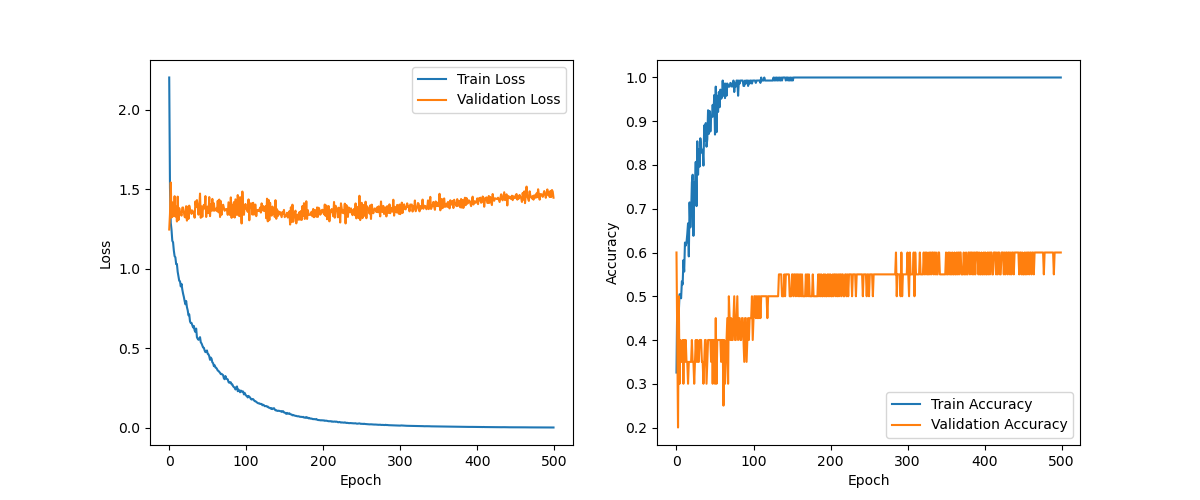 Train Loss
Validation Loss
2.0
1.5
1.0
0.5
0.0
Loss
0 100 200 300 400 500
Epoch
1.0
0.9
0.8
0.7
0.6
0.5
0.4
0.3
0.2
Accuracy
Train Accuracy
Validation Accuracy
0 100 200 300 400 500
Epoch